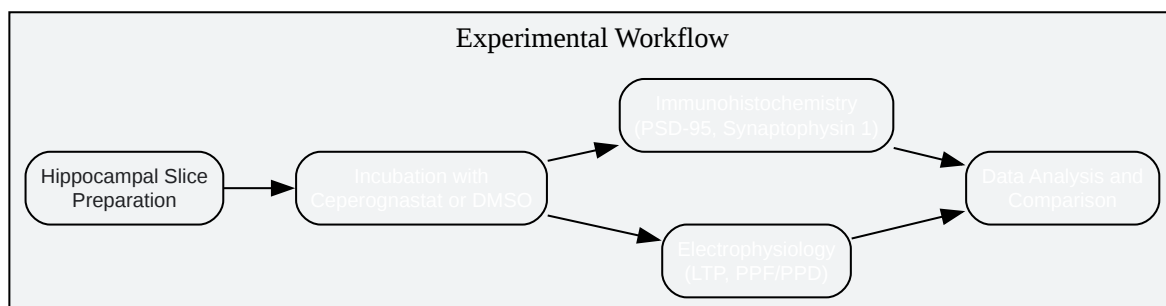 Experimental Workflow
Hippocampal Slice
Preparation
Incubation with
Ceperognastat or DMSO
Immunohistochemistry
(PSD-95, Synaptophysin 1)
Electrophysiology
(LTP, PPF/PPD)
Data Analysis and
Comparison